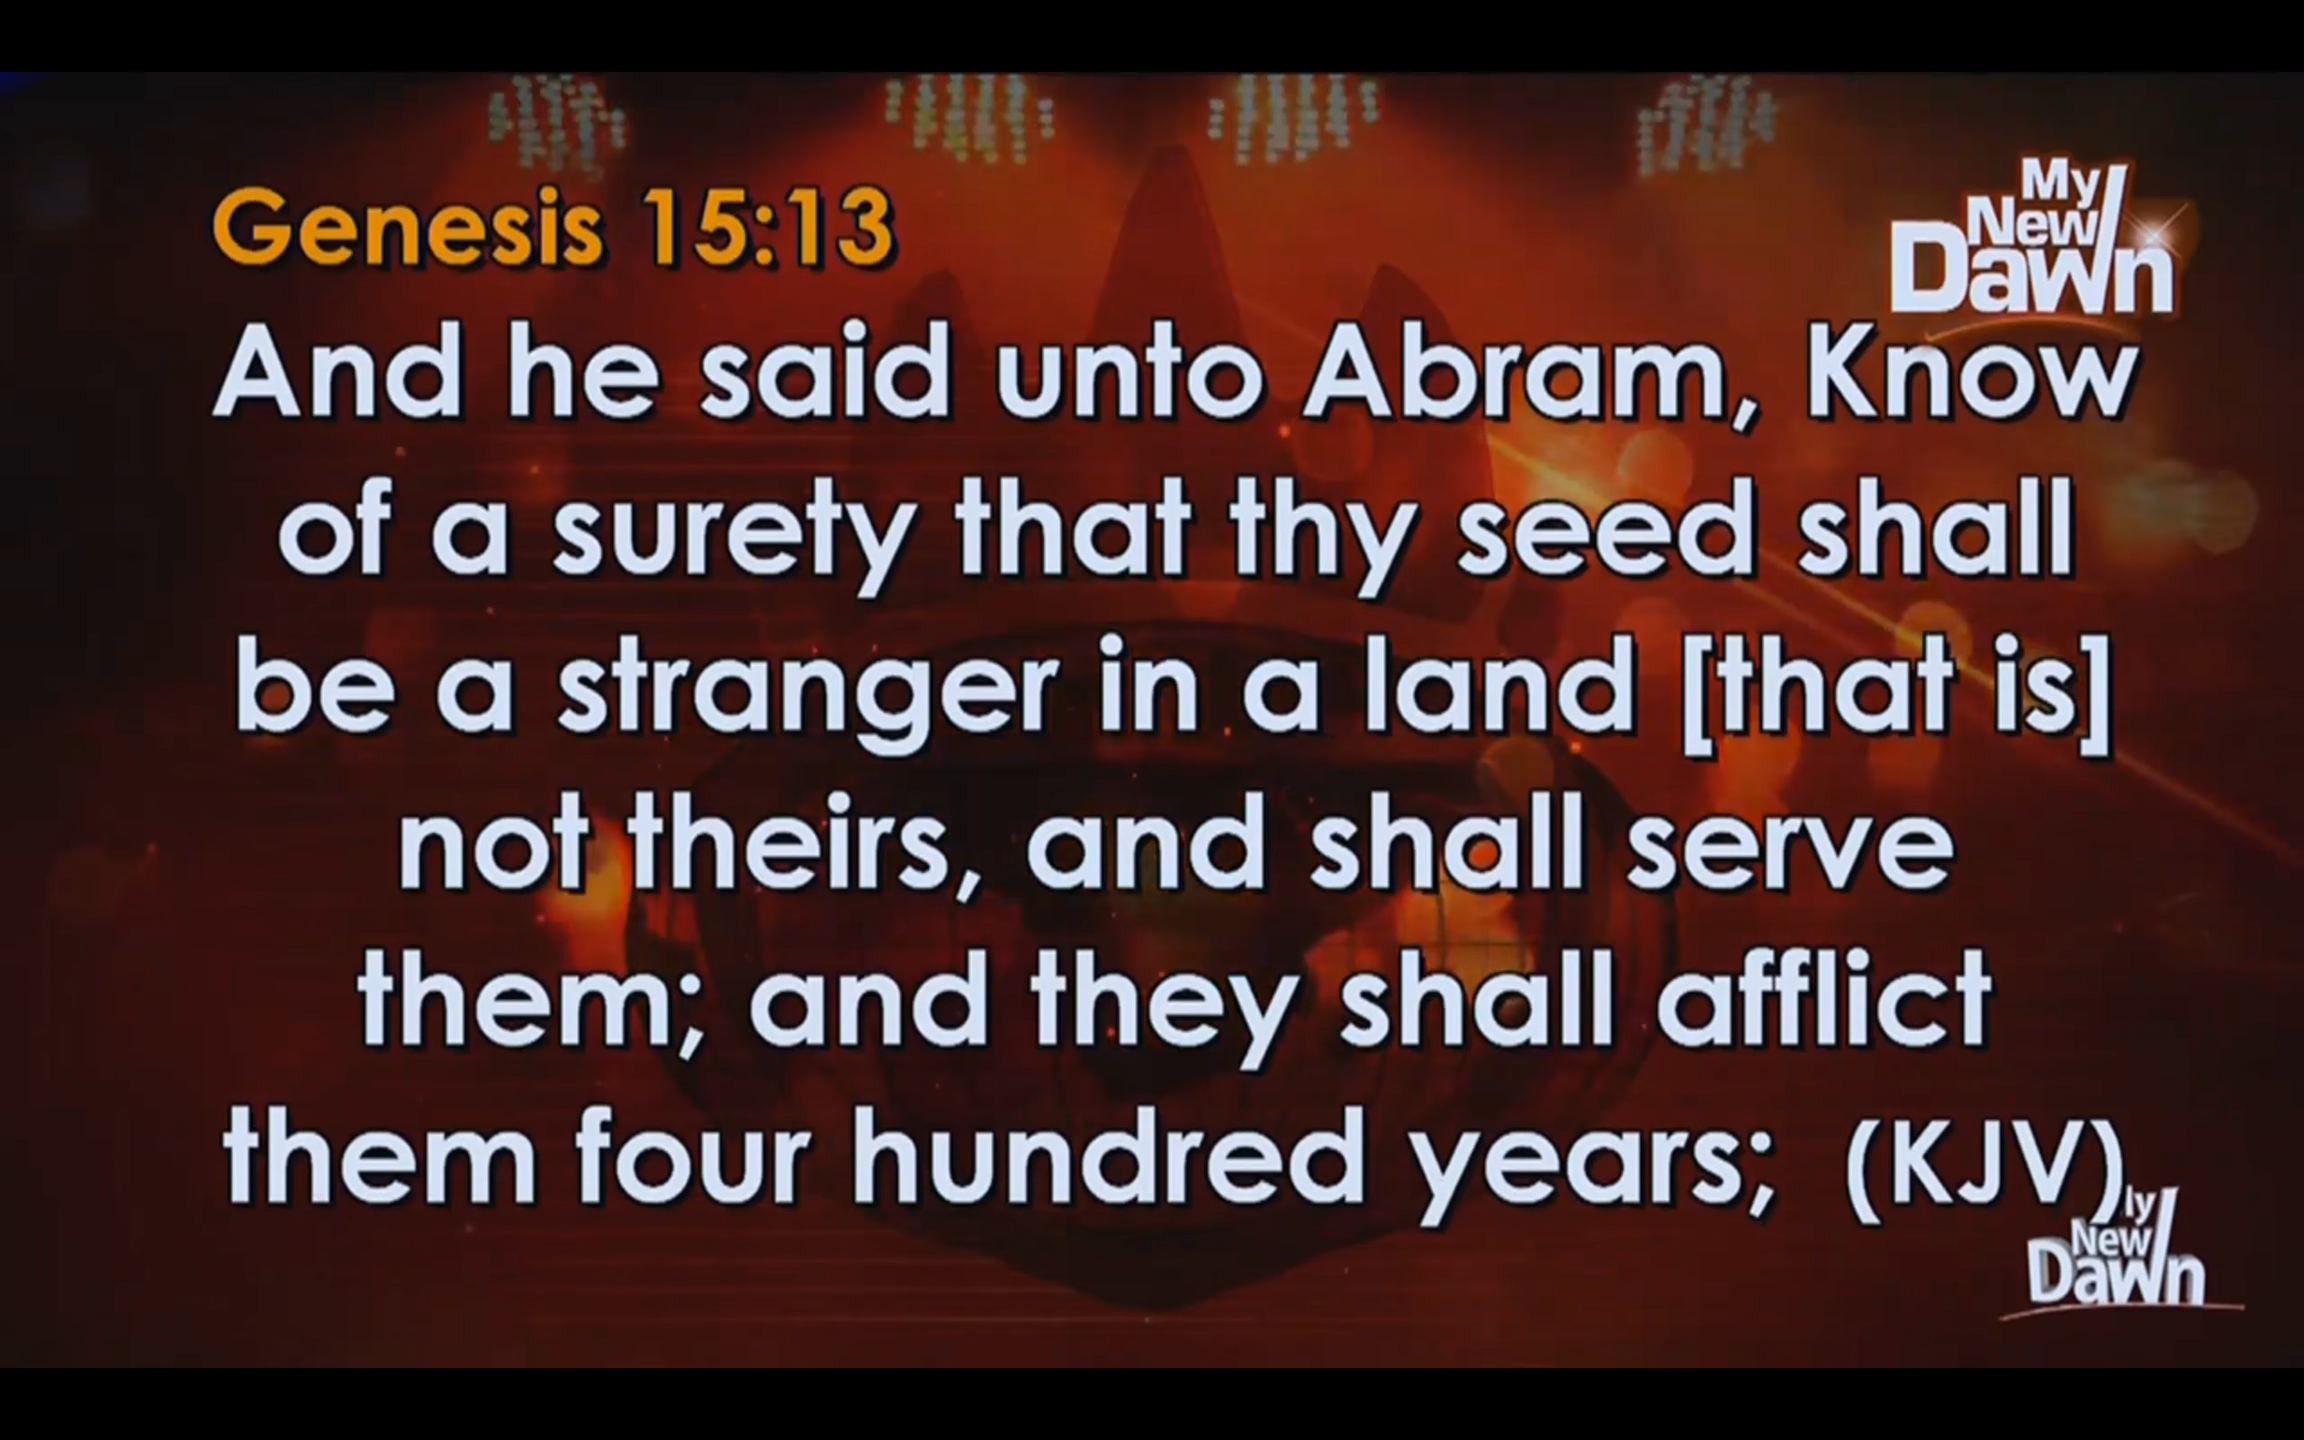 Genesis 15:13
My
New
Dawn
And he said unto Abram, Know
of a surety that thy seed shall
be a stranger in a land [that is]
not theirs, and shall serve
them; and they shall afflict
them four hundred years; (KJV)
ly
New
Dawn